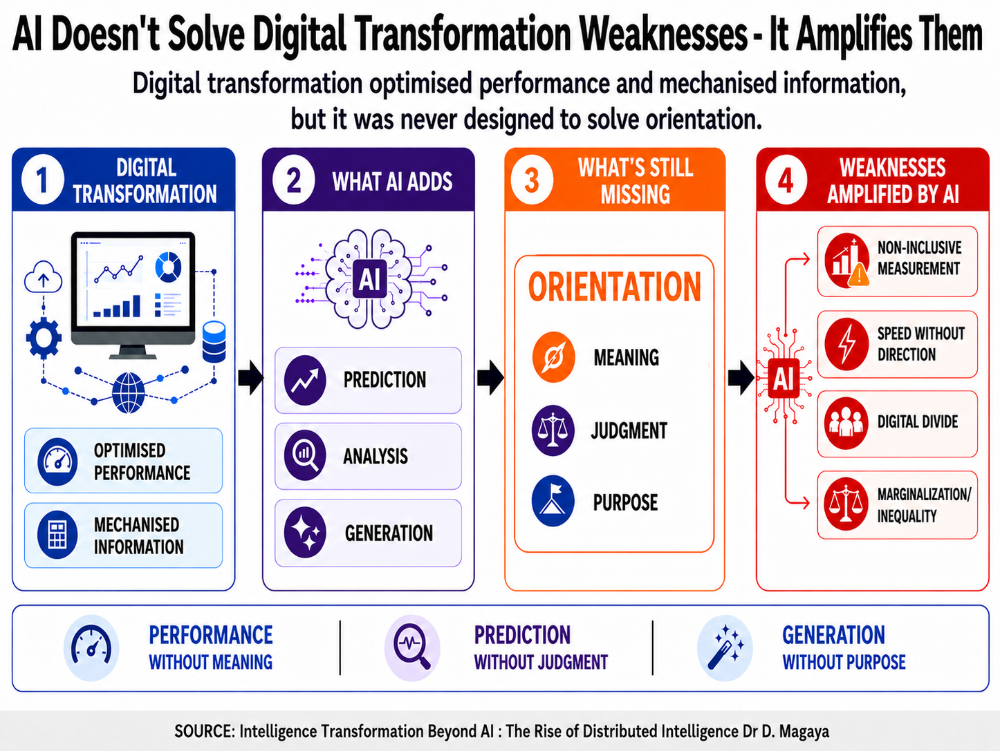 AI Doesn't Solve Digital Transformation Weaknesses - It Amplifies Them
Digital transformation optimised performance and mechanised information,
but it was never designed to solve orientation.
1
DIGITAL
TRANSFORMATION
OPTIMISED
PERFORMANCE
MECHANISED
INFORMATION
2
WHAT AI ADDS
AI
PREDICTION
ANALYSIS
GENERATION
3
WHAT'S STILL
MISSING
ORIENTATION
MEANING
JUDGMENT
PURPOSE
4
WEAKNESSES
AMPLIFIED BY AI
AI
NON-INCLUSIVE
MEASUREMENT
SPEED WITHOUT
DIRECTION
DIGITAL DIVIDE
MARGINALIZATION/
INEQUALITY
PERFORMANCE
WITHOUT MEANING
PREDICTION
WITHOUT JUDGMENT
GENERATION
WITHOUT PURPOSE
SOURCE: Intelligence Transformation Beyond AI : The Rise of Distributed Intelligence Dr D. Magaya